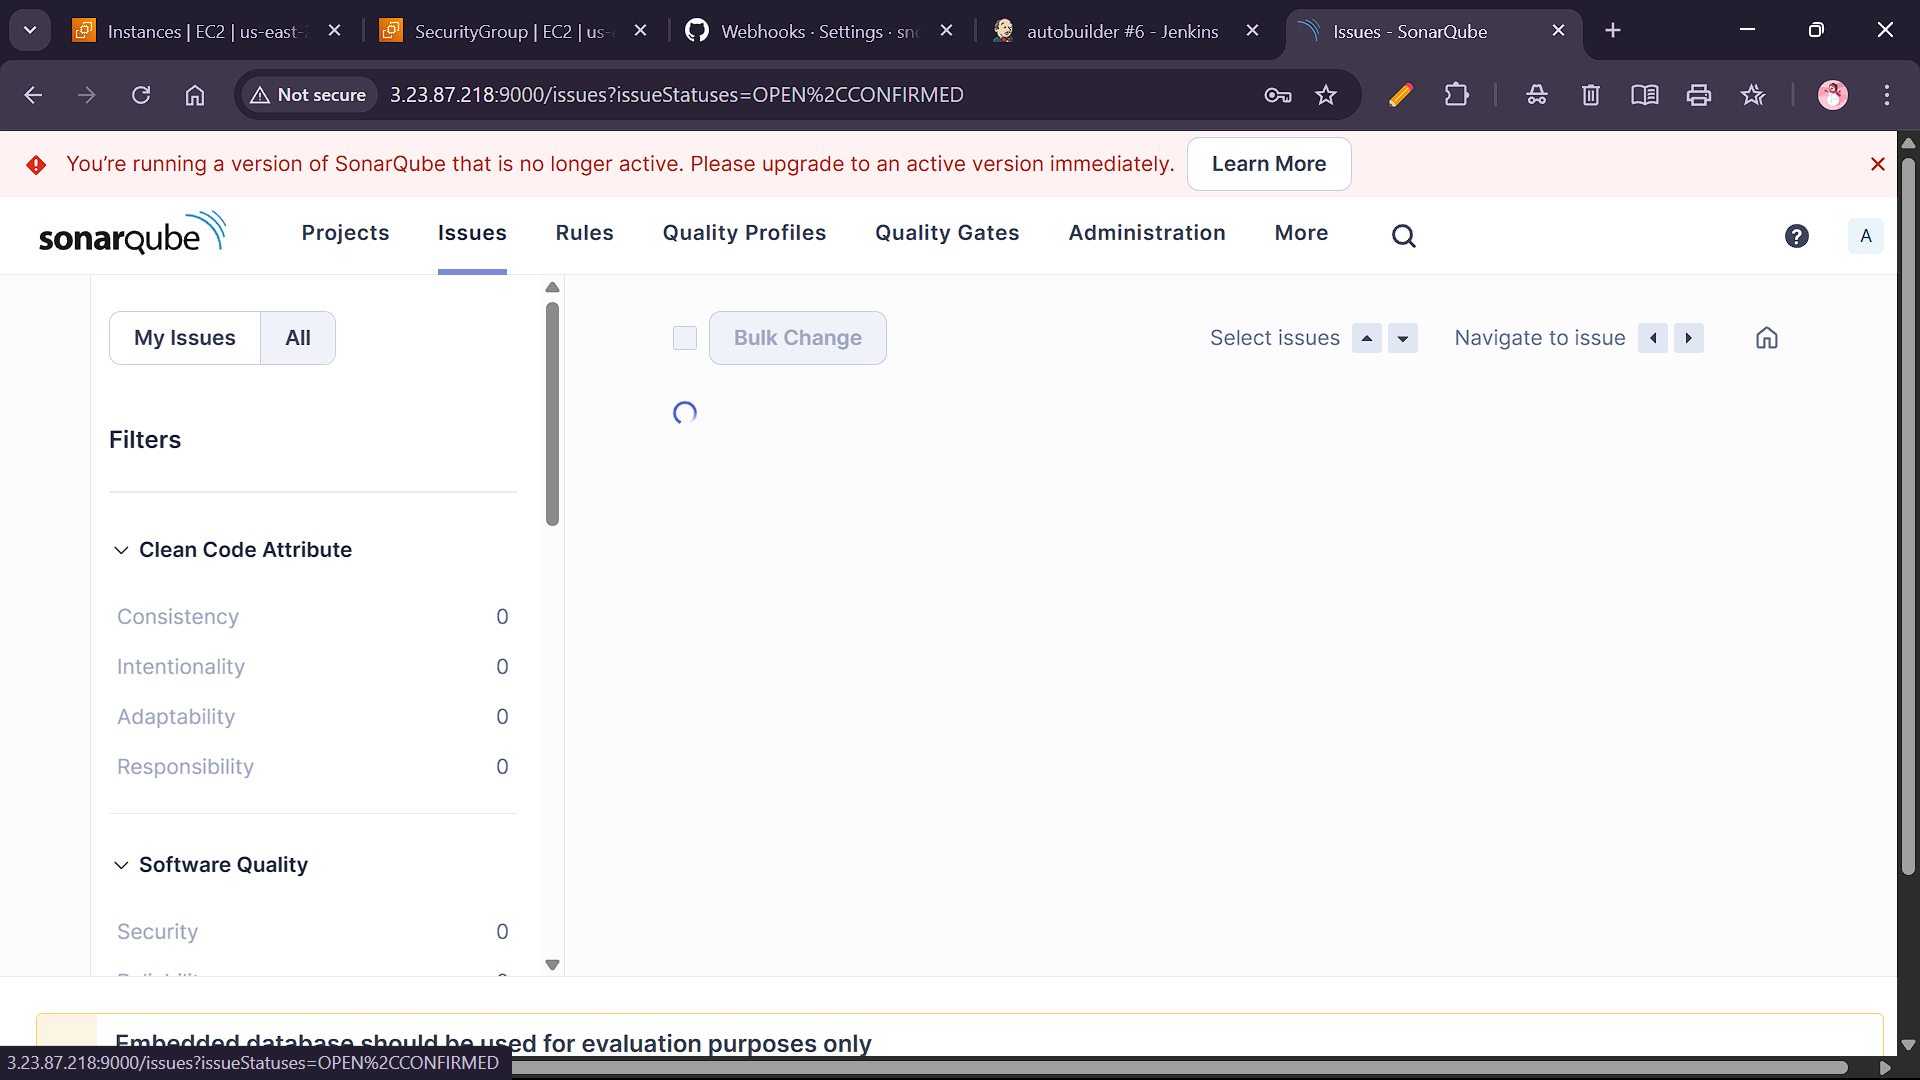 Instances | EC2 | us-east-2
SecurityGroup | EC2 | us-e
Webhooks · Settings · sno
autobuilder #6 - Jenkins
Issues - SonarQube
Not secure
3.23.87.218:9000/issues?issueStatuses=OPEN%2CCONFIRMED
You're running a version of SonarQube that is no longer active. Please upgrade to an active version immediately.
Learn More
sonarqube
Projects
Issues
Rules
Quality Profiles
Quality Gates
Administration
More
?
A
My Issues
All
Bulk Change
Select issues
Navigate to issue
Filters
Clean Code Attribute
Consistency 0
Intentionality 0
Adaptability 0
Responsibility 0
Software Quality
Security 0
Embedded database should be used for evaluation purposes only
3.23.87.218:9000/issues?issueStatuses=OPEN%2CCONFIRMED